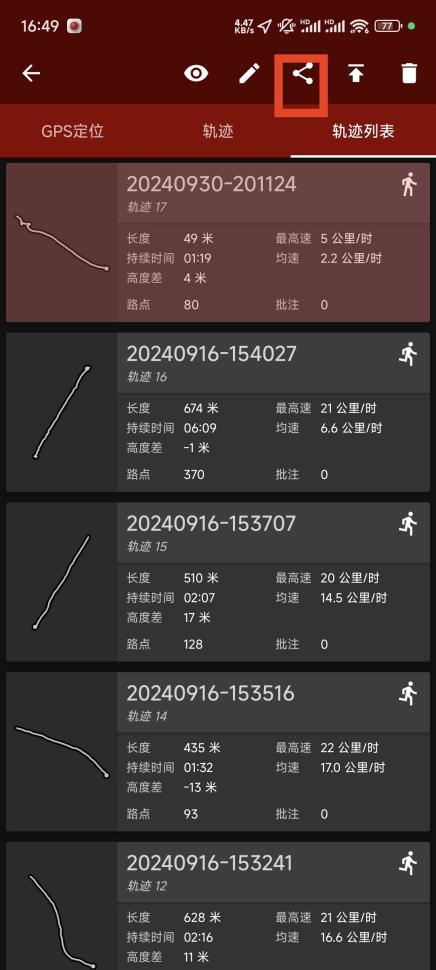 16:49
4.47 KB/s HD HD 77
GPS定位 轨迹 轨迹列表
20240930-201124
轨迹 17
长度 49 米 最高速 5 公里/时
持续时间 01:19 均速 2.2 公里/时
高度差 4 米
路点 80 批注 0
20240916-154027
轨迹 16
长度 674 米 最高速 21 公里/时
持续时间 06:09 均速 6.6 公里/时
高度差 -1 米
路点 370 批注 0
20240916-153707
轨迹 15
长度 510 米 最高速 20 公里/时
持续时间 02:07 均速 14.5 公里/时
高度差 17 米
路点 128 批注 0
20240916-153516
轨迹 14
长度 435 米 最高速 22 公里/时
持续时间 01:32 均速 17.0 公里/时
高度差 -13 米
路点 93 批注 0
20240916-153241
轨迹 12
长度 628 米 最高速 21 公里/时
持续时间 02:16 均速 16.6 公里/时
高度差 11 米